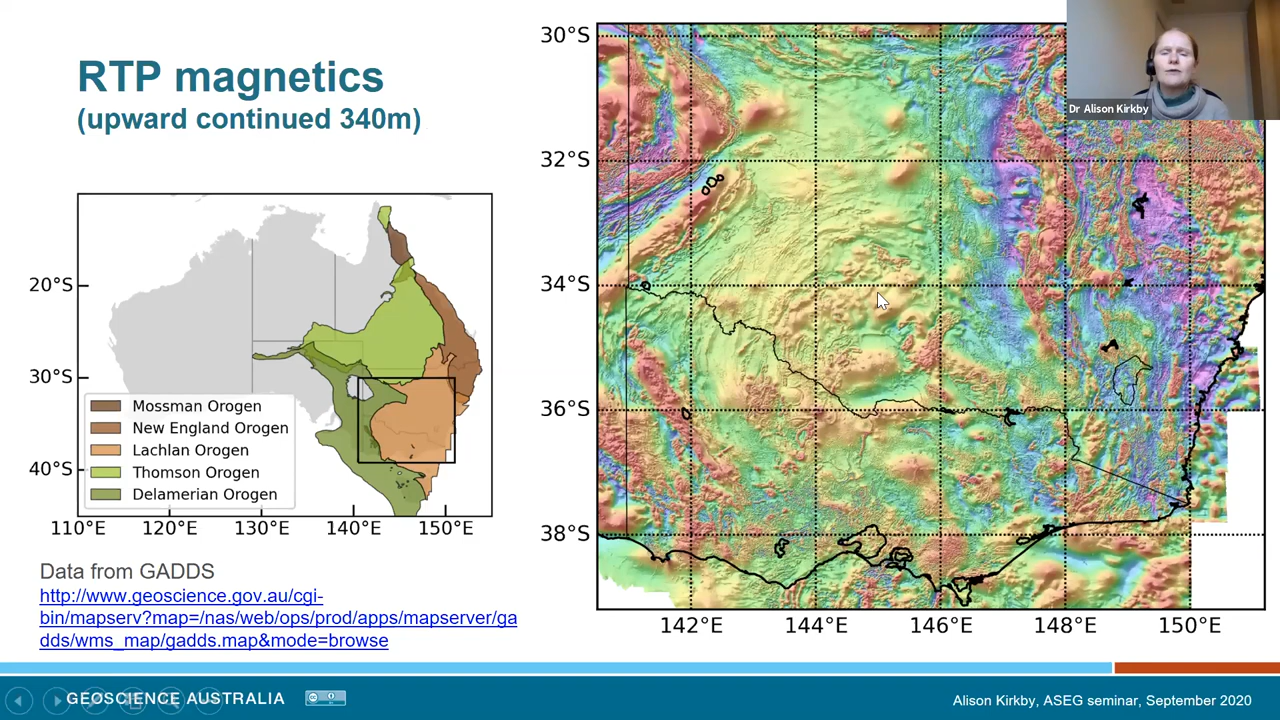 RTP magnetics
(upward continued 340m)
20°S
30°S
40°S
Mossman Orogen
New England Orogen
Lachlan Orogen
Thomson Orogen
Delamerian Orogen
110°E 120°E 130°E 140°E 150°E
Data from GADDS
http://www.geoscience.gov.au/cgi-
bin/mapserv?map=/nas/web/ops/prod/apps/mapserver/ga
dds/wms_map/gadds.map&mode=browse
30°S
32°S
34°S
36°S
38°S
142°E 144°E 146°E 148°E 150°E
Dr Alison Kirkby
GEOSCIENCE AUSTRALIA
Alison Kirkby, ASEG seminar, September 2020